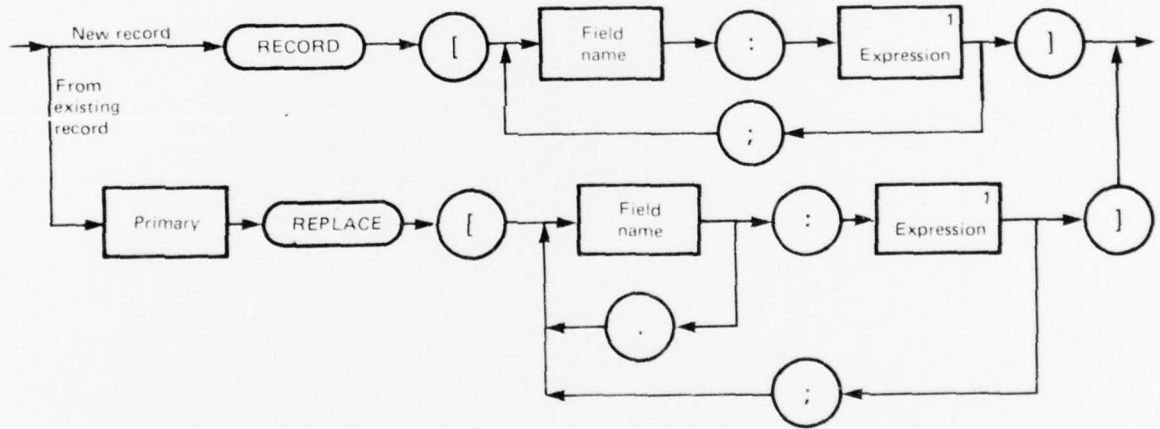 New record
RECORD
[
Field
name
:
1
Expression
]
;
From
existing
record
Primary
REPLACE
[
Field
name
:
1
Expression
]
.
;